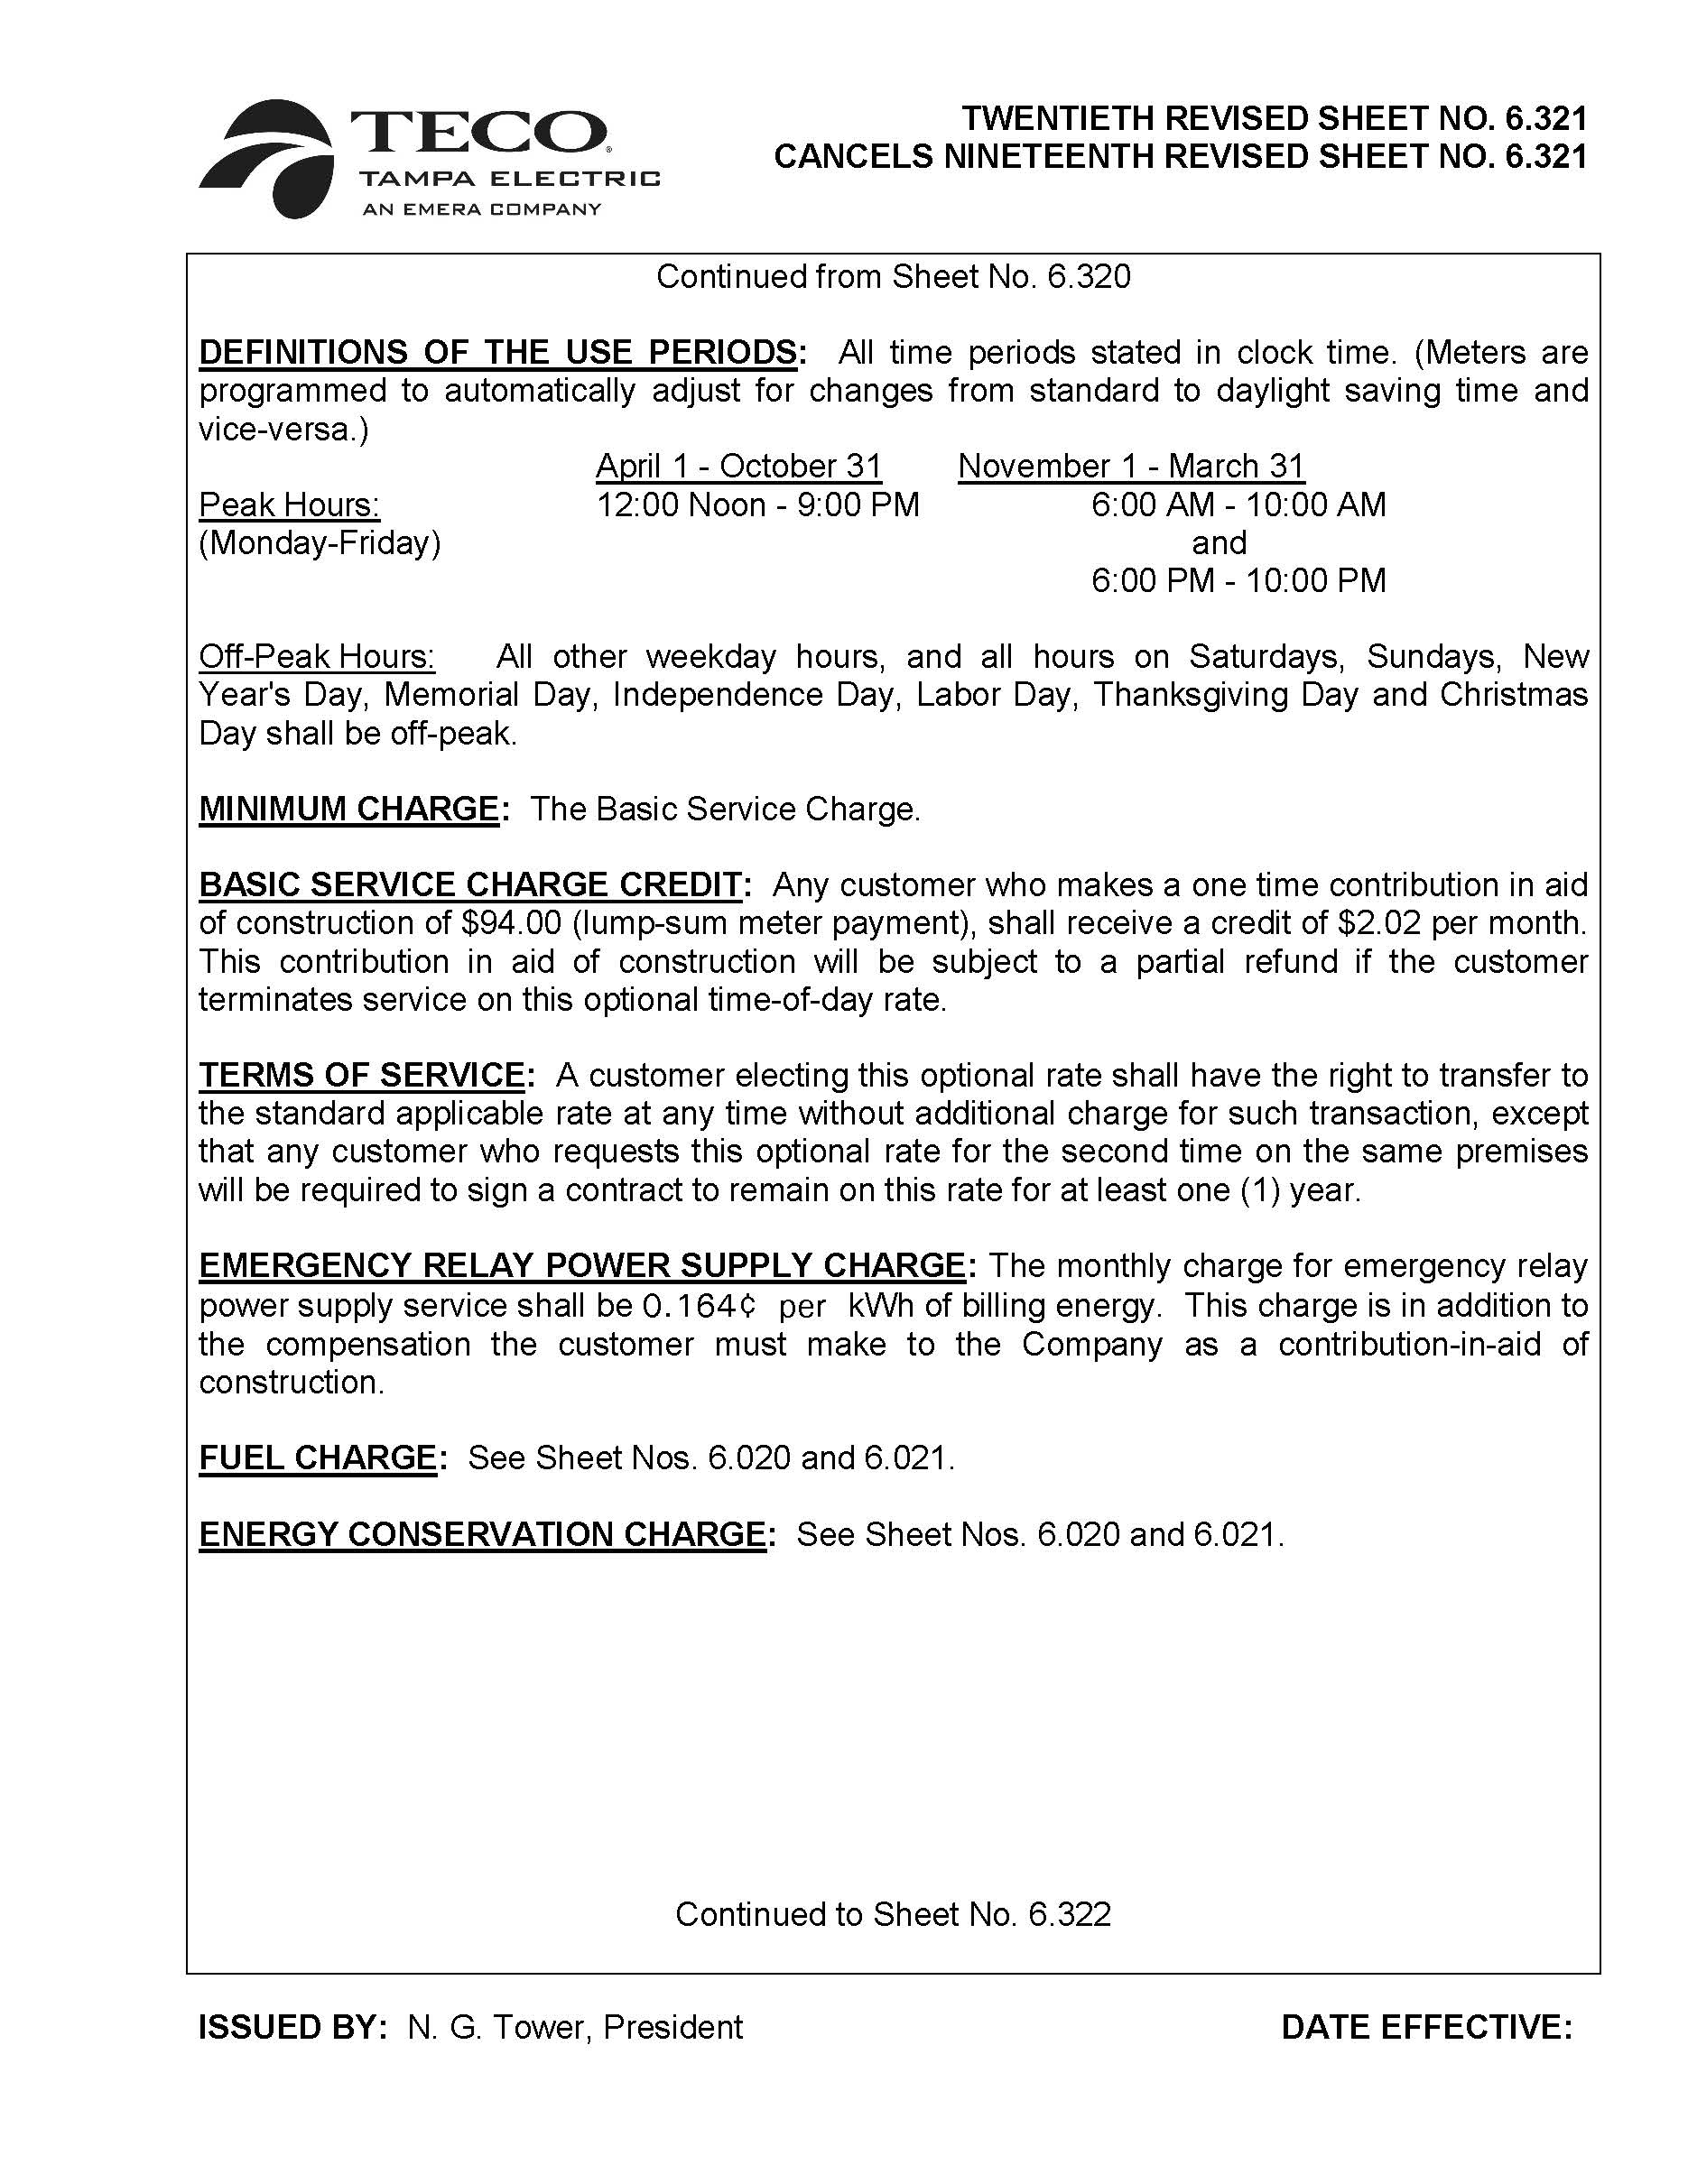 TECO®
TAMPA ELECTRIC
AN EMERA COMPANY
TWENTIETH REVISED SHEET NO. 6.321
CANCELS NINETEENTH REVISED SHEET NO. 6.321
Continued from Sheet No. 6.320
DEFINITIONS OF THE USE PERIODS: All time periods stated in clock time. (Meters are
programmed to automatically adjust for changes from standard to daylight saving time and
vice-versa.)
April 1 - October 31 November 1 - March 31
Peak Hours: 12:00 Noon - 9:00 PM 6:00 AM - 10:00 AM
(Monday-Friday) and
6:00 PM - 10:00 PM
Off-Peak Hours: All other weekday hours, and all hours on Saturdays, Sundays, New
Year's Day, Memorial Day, Independence Day, Labor Day, Thanksgiving Day and Christmas
Day shall be off-peak.
MINIMUM CHARGE: The Basic Service Charge.
BASIC SERVICE CHARGE CREDIT: Any customer who makes a one time contribution in aid
of construction of $94.00 (lump-sum meter payment), shall receive a credit of $2.02 per month.
This contribution in aid of construction will be subject to a partial refund if the customer
terminates service on this optional time-of-day rate.
TERMS OF SERVICE: A customer electing this optional rate shall have the right to transfer to
the standard applicable rate at any time without additional charge for such transaction, except
that any customer who requests this optional rate for the second time on the same premises
will be required to sign a contract to remain on this rate for at least one (1) year.
EMERGENCY RELAY POWER SUPPLY CHARGE: The monthly charge for emergency relay
power supply service shall be 0.164¢ per kWh of billing energy. This charge is in addition to
the compensation the customer must make to the Company as a contribution-in-aid of
construction.
FUEL CHARGE: See Sheet Nos. 6.020 and 6.021.
ENERGY CONSERVATION CHARGE: See Sheet Nos. 6.020 and 6.021.
Continued to Sheet No. 6.322
ISSUED BY: N. G. Tower, President DATE EFFECTIVE: